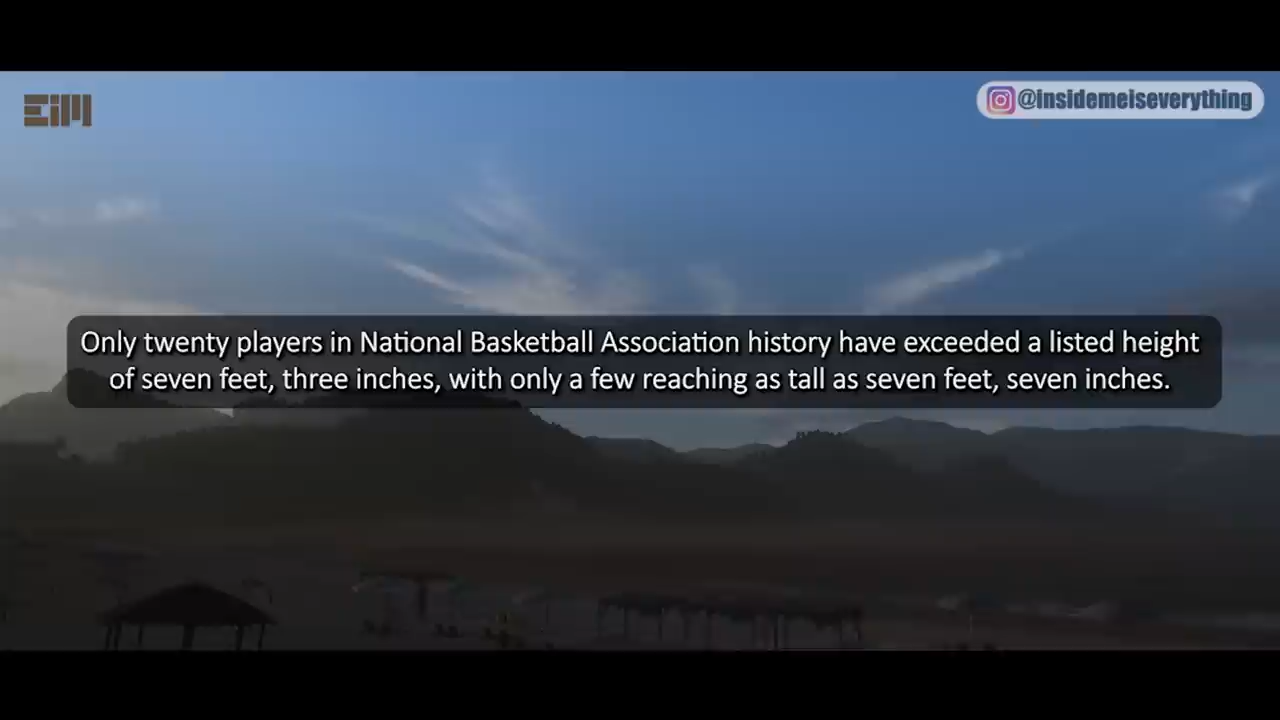 EiM
@insidemeiseverything
Only twenty players in National Basketball Association history have exceeded a listed height
of seven feet, three inches, with only a few reaching as tall as seven feet, seven inches.